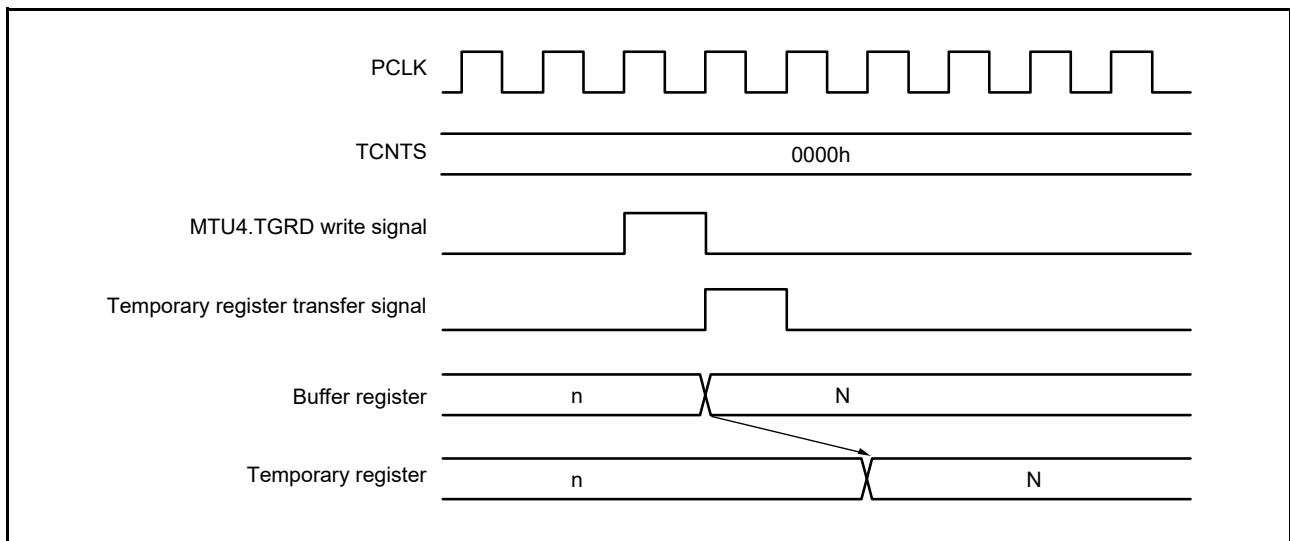 PCLK
TCNTS
0000h
MTU4.TGRD write signal
Temporary register transfer signal
Buffer register
n
N
Temporary register
n
N